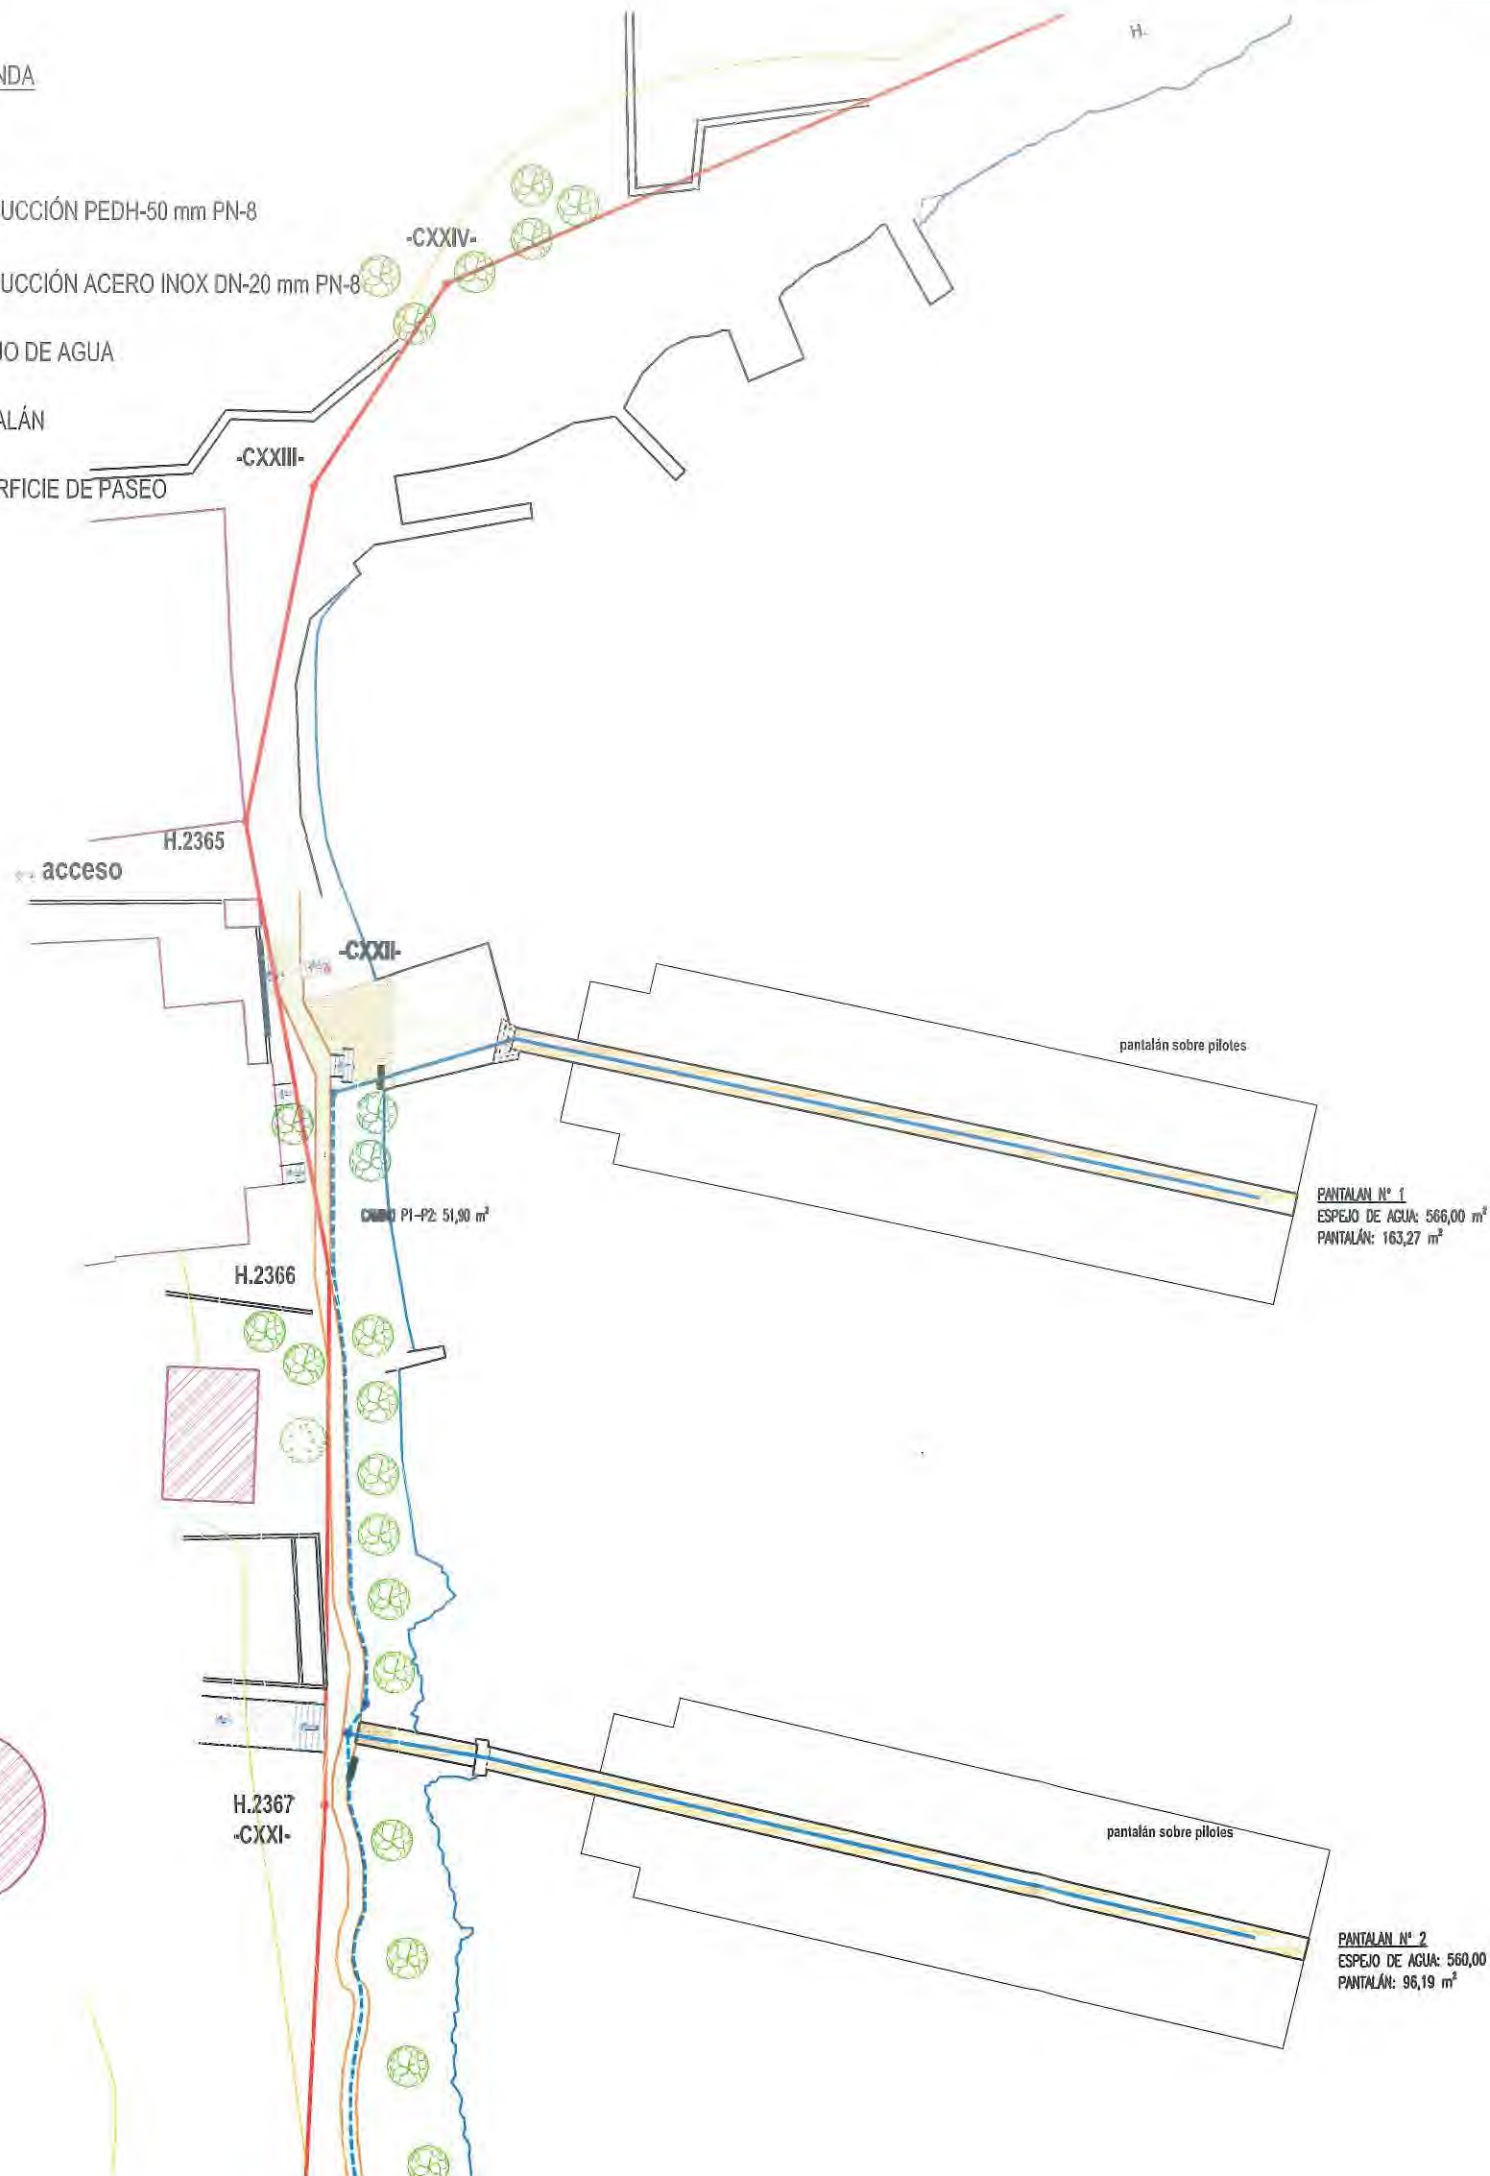 NDA
H.
UCCIÓN PEDH-50 mm PN-8
-CXXIV-
UCCIÓN ACERO INOX DN-20 mm PN-8
JO DE AGUA
ALÁN
-CXXIII-
RFICIE DE PASEO
H.2365
acceso
-CXXII-
pantalán sobre pilotes
PANTALAN Nº 1
ESPEJO DE AGUA: 566,00 m²
PANTALÁN: 163,27 m²
P1-P2: 51,90 m²
H.2366
H.2367
-CXXI-
pantalán sobre pilotes
PANTALAN Nº 2
ESPEJO DE AGUA: 560,00
PANTALÁN: 96,19 m²